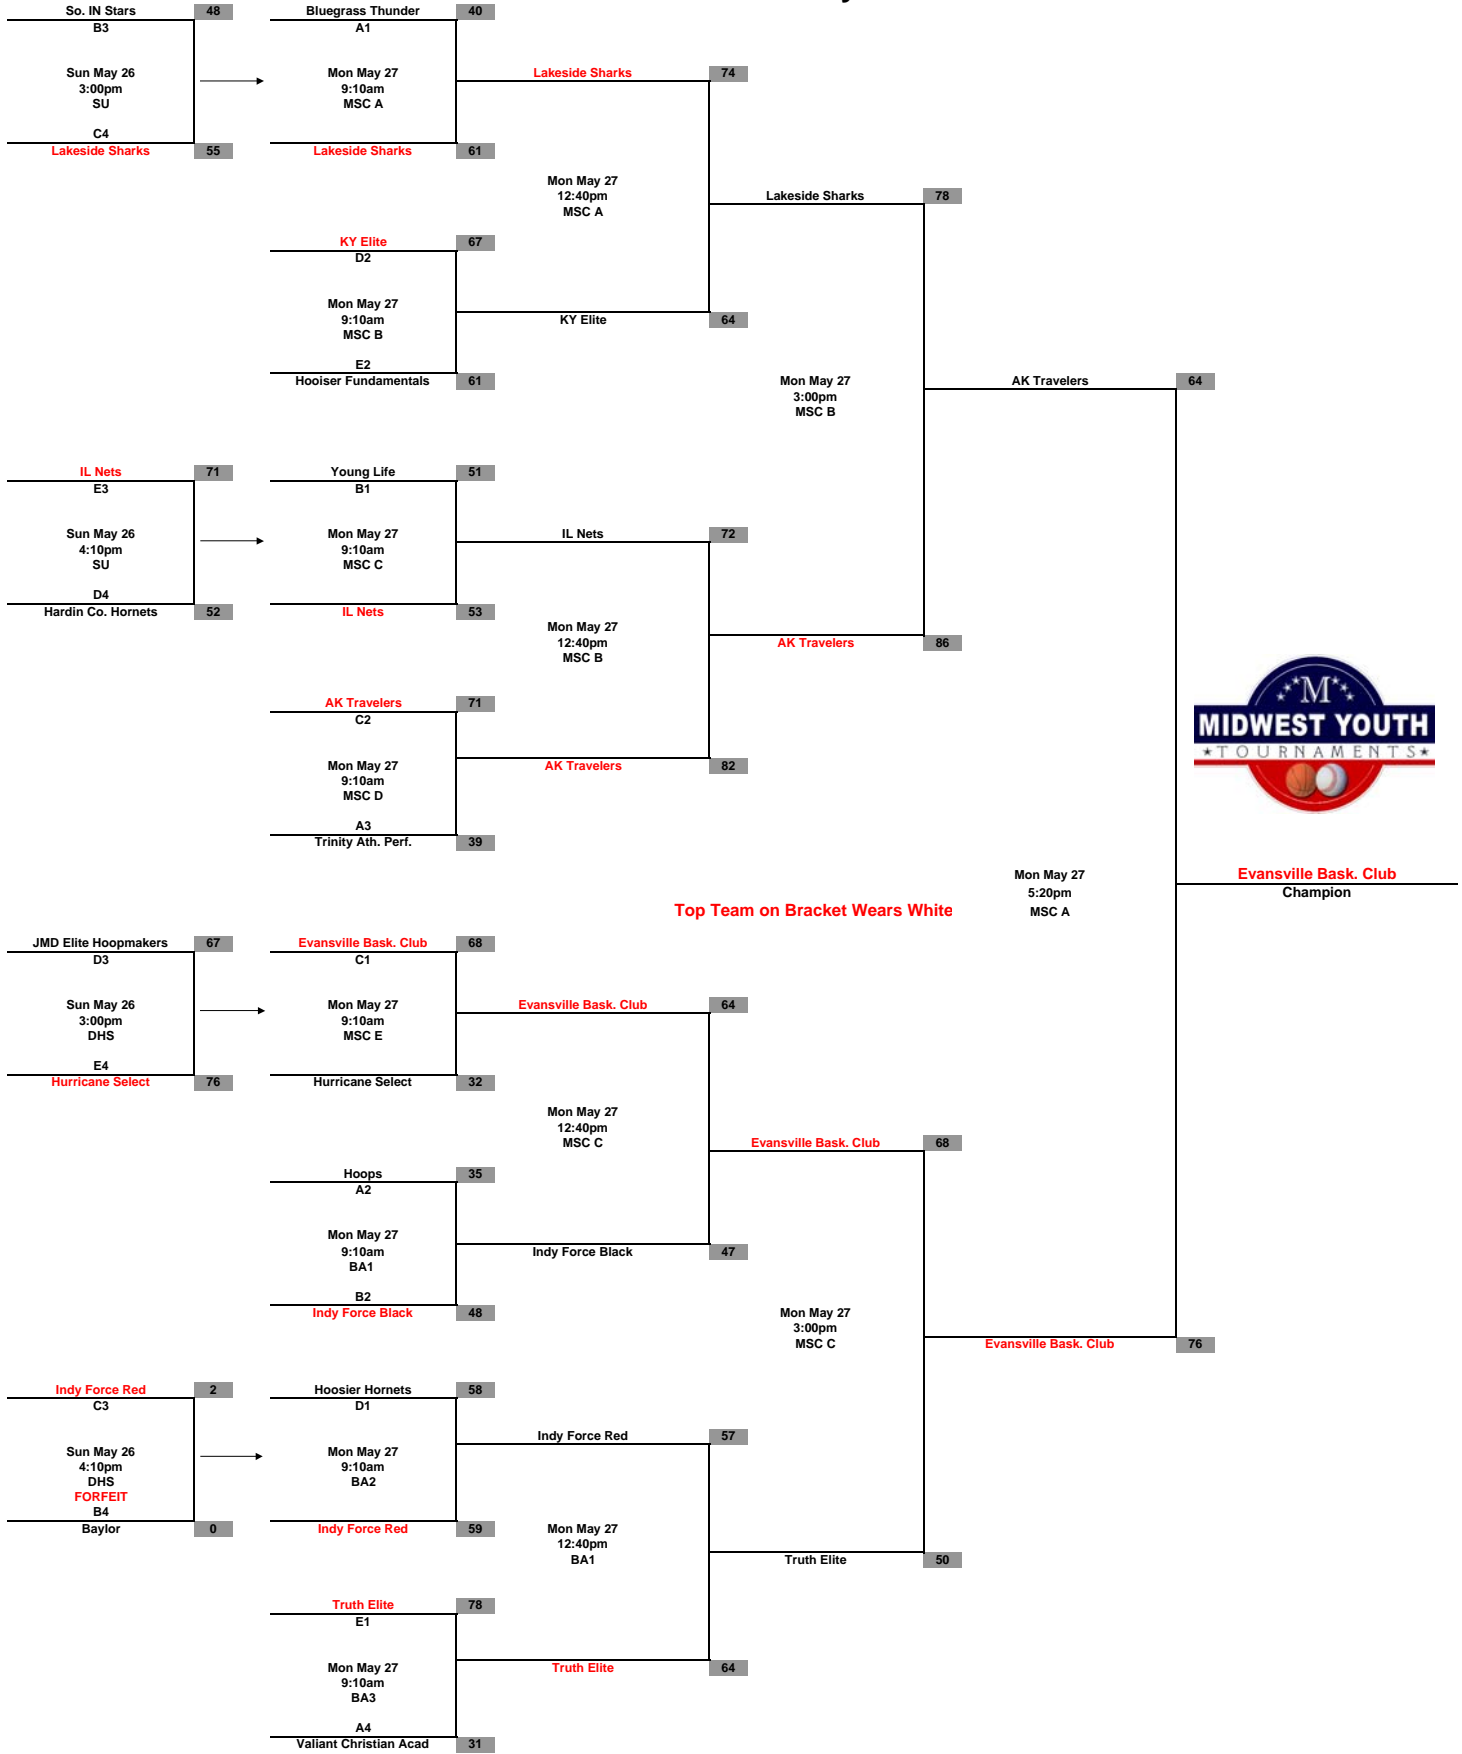 So. IN Stars 48
B3
Sun May 26
3:00pm
SU
C4
Lakeside Sharks 55
Bluegrass Thunder 40
A1
Mon May 27
9:10am
MSC A
Lakeside Sharks 61
Lakeside Sharks 74
Mon May 27
12:40pm
MSC A
KY Elite 67
D2
Mon May 27
9:10am
MSC B
E2
Hooiser Fundamentals 61
KY Elite 64
Lakeside Sharks 78
Mon May 27
3:00pm
MSC B
AK Travelers 64
IL Nets 71
E3
Sun May 26
4:10pm
SU
D4
Hardin Co. Hornets 52
Young Life 51
B1
Mon May 27
9:10am
MSC C
IL Nets 53
IL Nets 72
Mon May 27
12:40pm
MSC B
AK Travelers 86
AK Travelers 71
C2
Mon May 27
9:10am
MSC D
A3
Trinity Ath. Perf. 39
AK Travelers 82
M
MIDWEST YOUTH
TOURNAMENTS
Mon May 27
5:20pm
MSC A
Evansville Bask. Club
Champion
Top Team on Bracket Wears White
JMD Elite Hoopmakers 67
D3
Sun May 26
3:00pm
DHS
E4
Hurricane Select 76
Evansville Bask. Club 68
C1
Mon May 27
9:10am
MSC E
Hurricane Select 32
Evansville Bask. Club 64
Mon May 27
12:40pm
MSC C
Evansville Bask. Club 68
Hoops 35
A2
Mon May 27
9:10am
BA1
B2
Indy Force Black 48
Indy Force Black 47
Mon May 27
3:00pm
MSC C
Evansville Bask. Club 76
Indy Force Red 2
C3
Sun May 26
4:10pm
DHS
FORFEIT
B4
Baylor 0
Hoosier Hornets 58
D1
Mon May 27
9:10am
BA2
Indy Force Red 59
Indy Force Red 57
Mon May 27
12:40pm
BA1
Truth Elite 50
Truth Elite 78
E1
Mon May 27
9:10am
BA3
A4
Valiant Christian Acad 31
Truth Elite 64